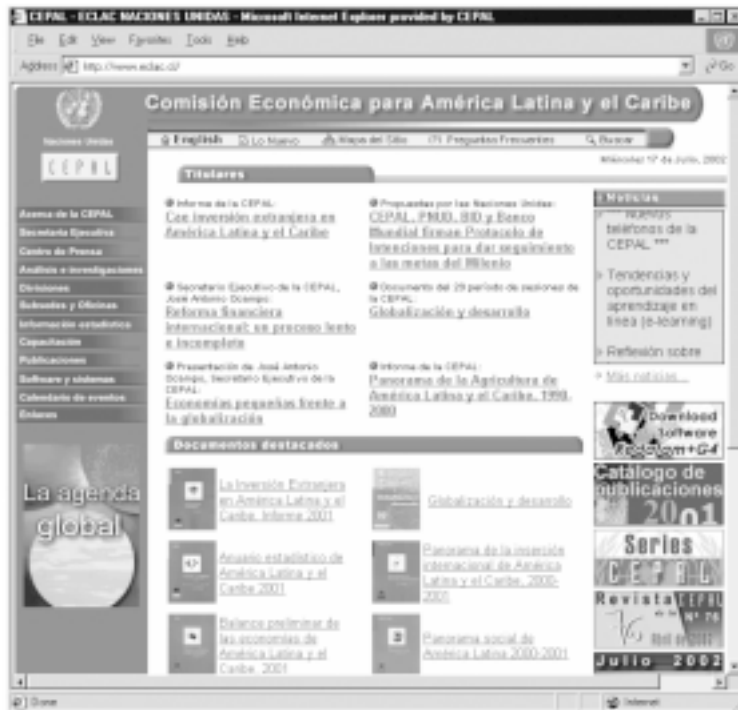 CEPAL - ECLAC NACIONES UNIDAS - Microsoft Internet Explorer provided by CEPAL
File Edit View Favorites Tools Help
Address http://www.eclac.cl/
Go
Comisión Económica para América Latina y el Caribe
Naciones Unidas
CEPAL
English Lo Nuevo Mapa del Sitio Preguntas Frecuentes Buscar
Miércoles 17 de Julio, 2002
Acerca de la CEPAL
Secretaría Ejecutiva
Centro de Prensa
Análisis e investigaciones
Divisiones
Subsedes y Oficinas
Información estadística
Capacitación
Publicaciones
Software y sistemas
Calendario de eventos
Enlaces
La agenda
global
Titulares
Informe de la CEPAL:
Cae inversión extranjera en
América Latina y el Caribe
Propuestas por las Naciones Unidas:
CEPAL, PNUD, BID y Banco
Mundial firman Protocolo de
Intenciones para dar seguimiento
a las metas del Milenio
Secretario Ejecutivo de la CEPAL,
José Antonio Ocampo:
Reforma financiera
internacional: un proceso lento
e incompleto
Documento del 29 período de sesiones de
la CEPAL:
Globalización y desarrollo
Presentación de José Antonio
Ocampo, Secretario Ejecutivo de la
CEPAL:
Economías pequeñas frente a
la globalización
Informe de la CEPAL:
Panorama de la Agricultura de
América Latina y el Caribe, 1990-
2000
Documentos destacados
La Inversión Extranjera
en América Latina y el
Caribe. Informe 2001
Globalización y desarrollo
Anuario estadístico de
América Latina y el
Caribe 2001
Panorama de la inserción
internacional de América
Latina y el Caribe, 2000-
2001
Balance preliminar de
las economías de
América Latina y el
Caribe, 2001
Panorama social de
América Latina 2000-2001
Noticias
*** Nuevos
teléfonos de la
CEPAL ***
Tendencias y
oportunidades del
aprendizaje en
línea (e-learning)
Reflexión sobre
Más noticias...
Download
Software
Redatam+G4
Catálogo de
publicaciones
2001
Series
CEPAL
Revista CEPAL
76 de la Nº 76
Abril de 2002
Julio 2002
Done
Internet